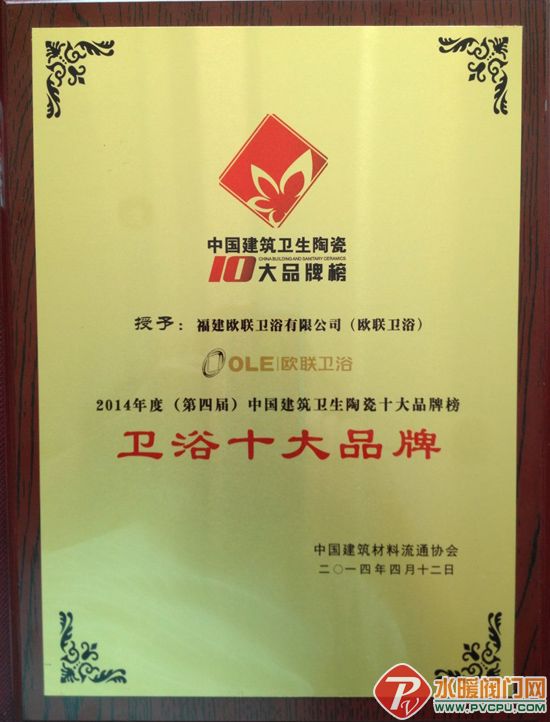 中国建筑卫生陶瓷
CHINA BUILDING AND SANITARY CERAMICS
10大品牌榜
授予：福建欧联卫浴有限公司（欧联卫浴）
OLE|欧联卫浴
2014年度（第四届）中国建筑卫生陶瓷十大品牌榜
卫浴十大品牌
中国建筑材料流通协会
二〇一四年四月十二日
PV 水暖阀门网
WWW.PVCPU.COM